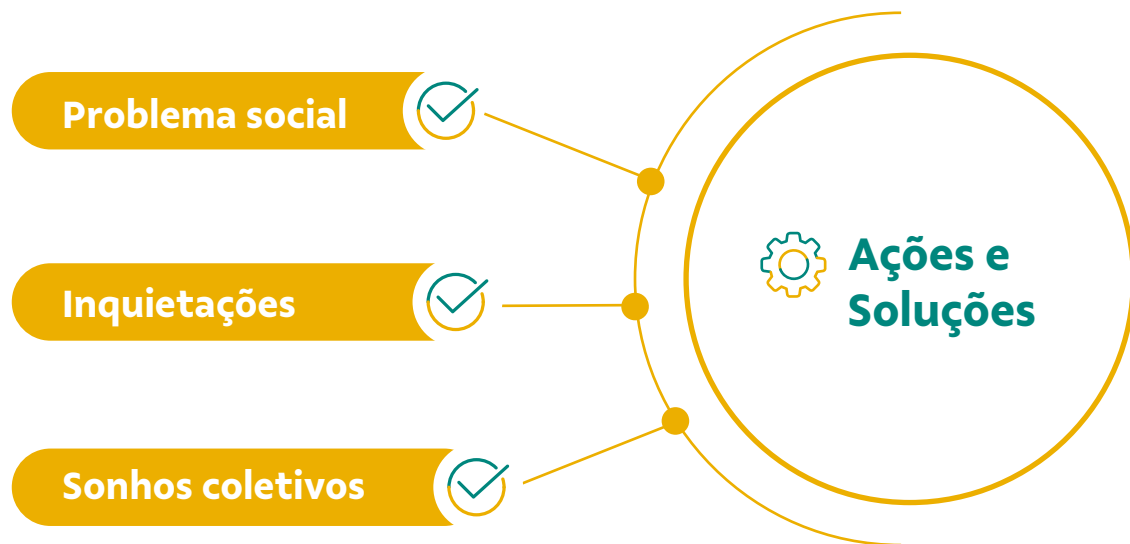 Problema social
Inquietações
Sonhos coletivos
Ações e
Soluções